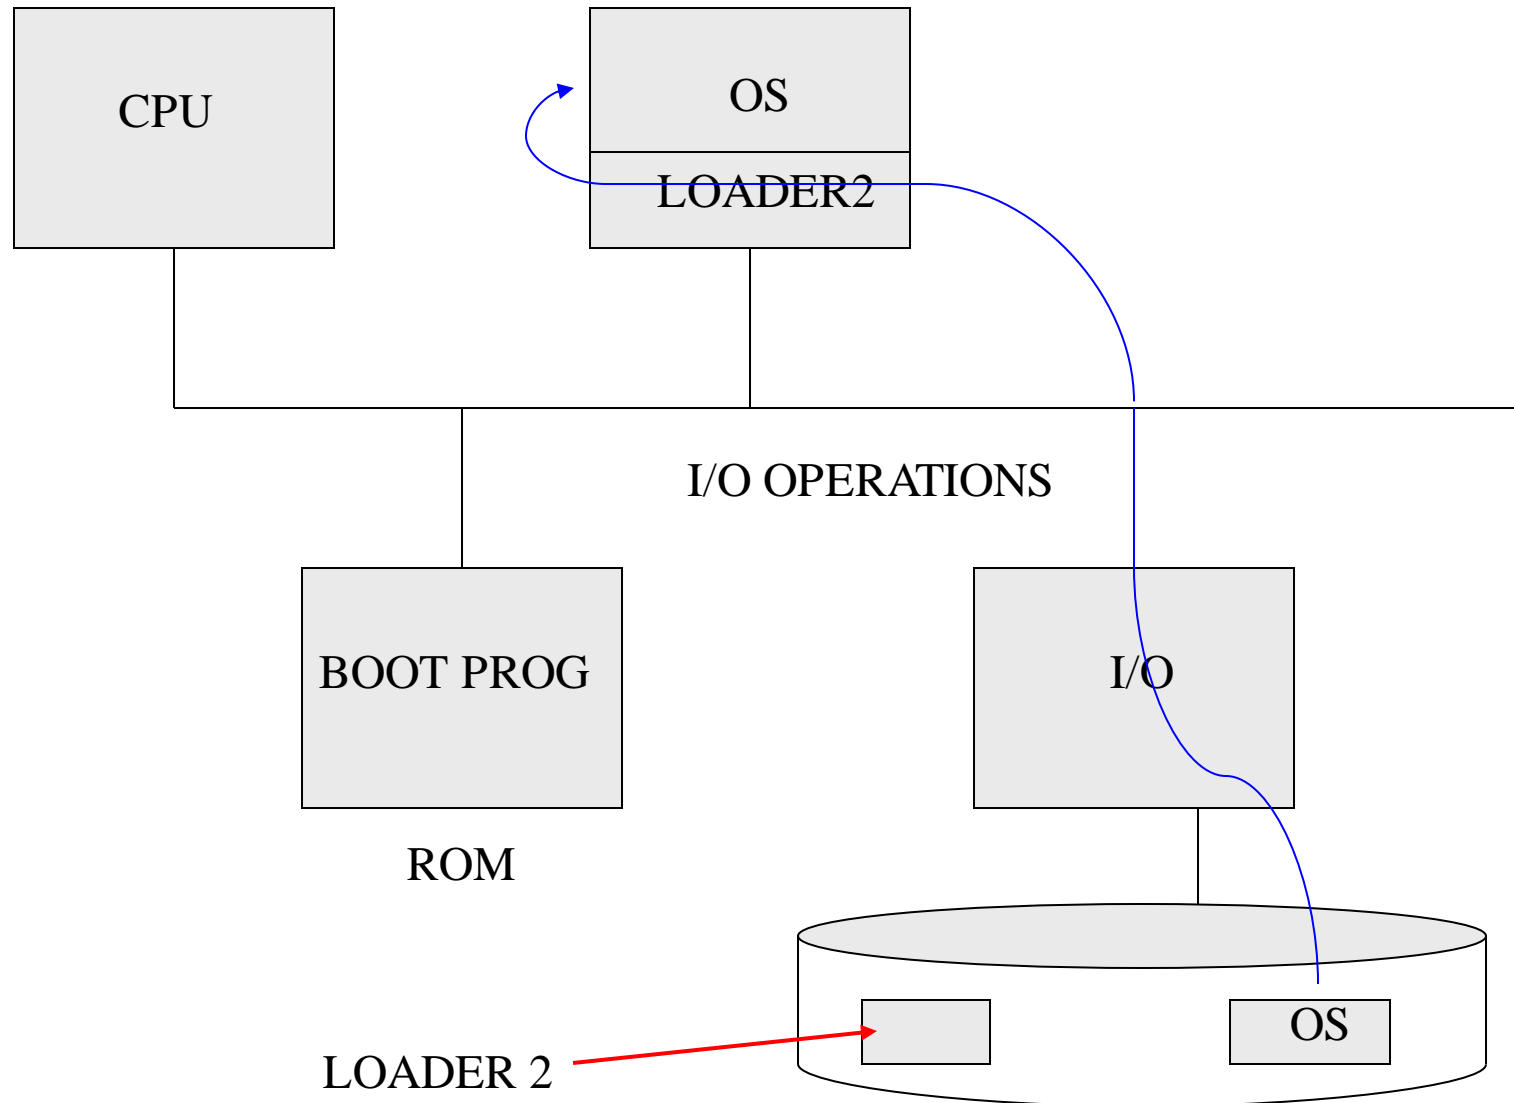 CPU
OS
LOADER2
I/O OPERATIONS
BOOT PROG
I/O
ROM
OS
LOADER 2